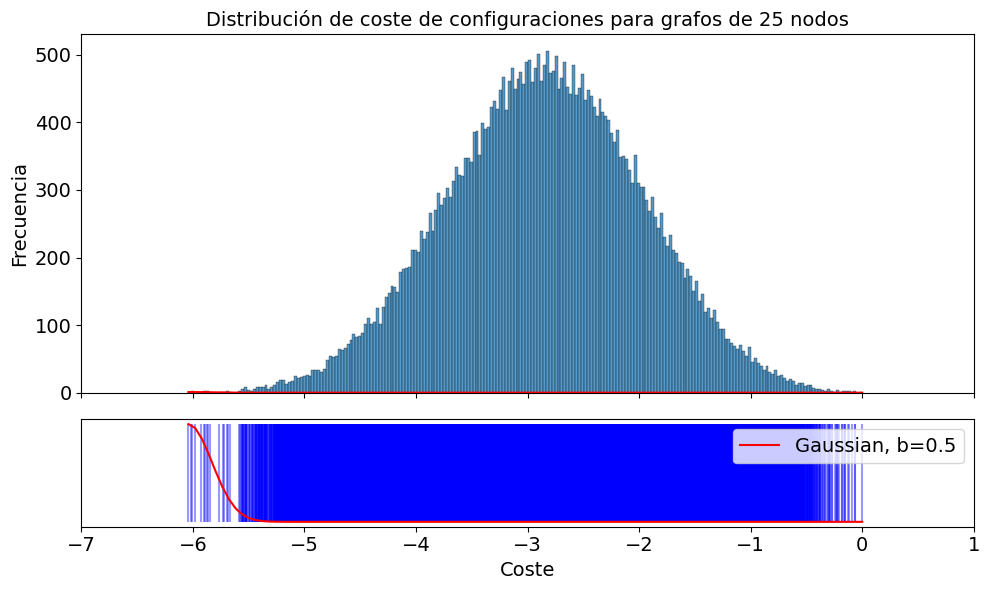 Distribución de coste de configuraciones para grafos de 25 nodos
500
400
300
200
100
0
Frecuencia
Gaussian, b=0.5
−7 −6 −5 −4 −3 −2 −1 0 1
Coste